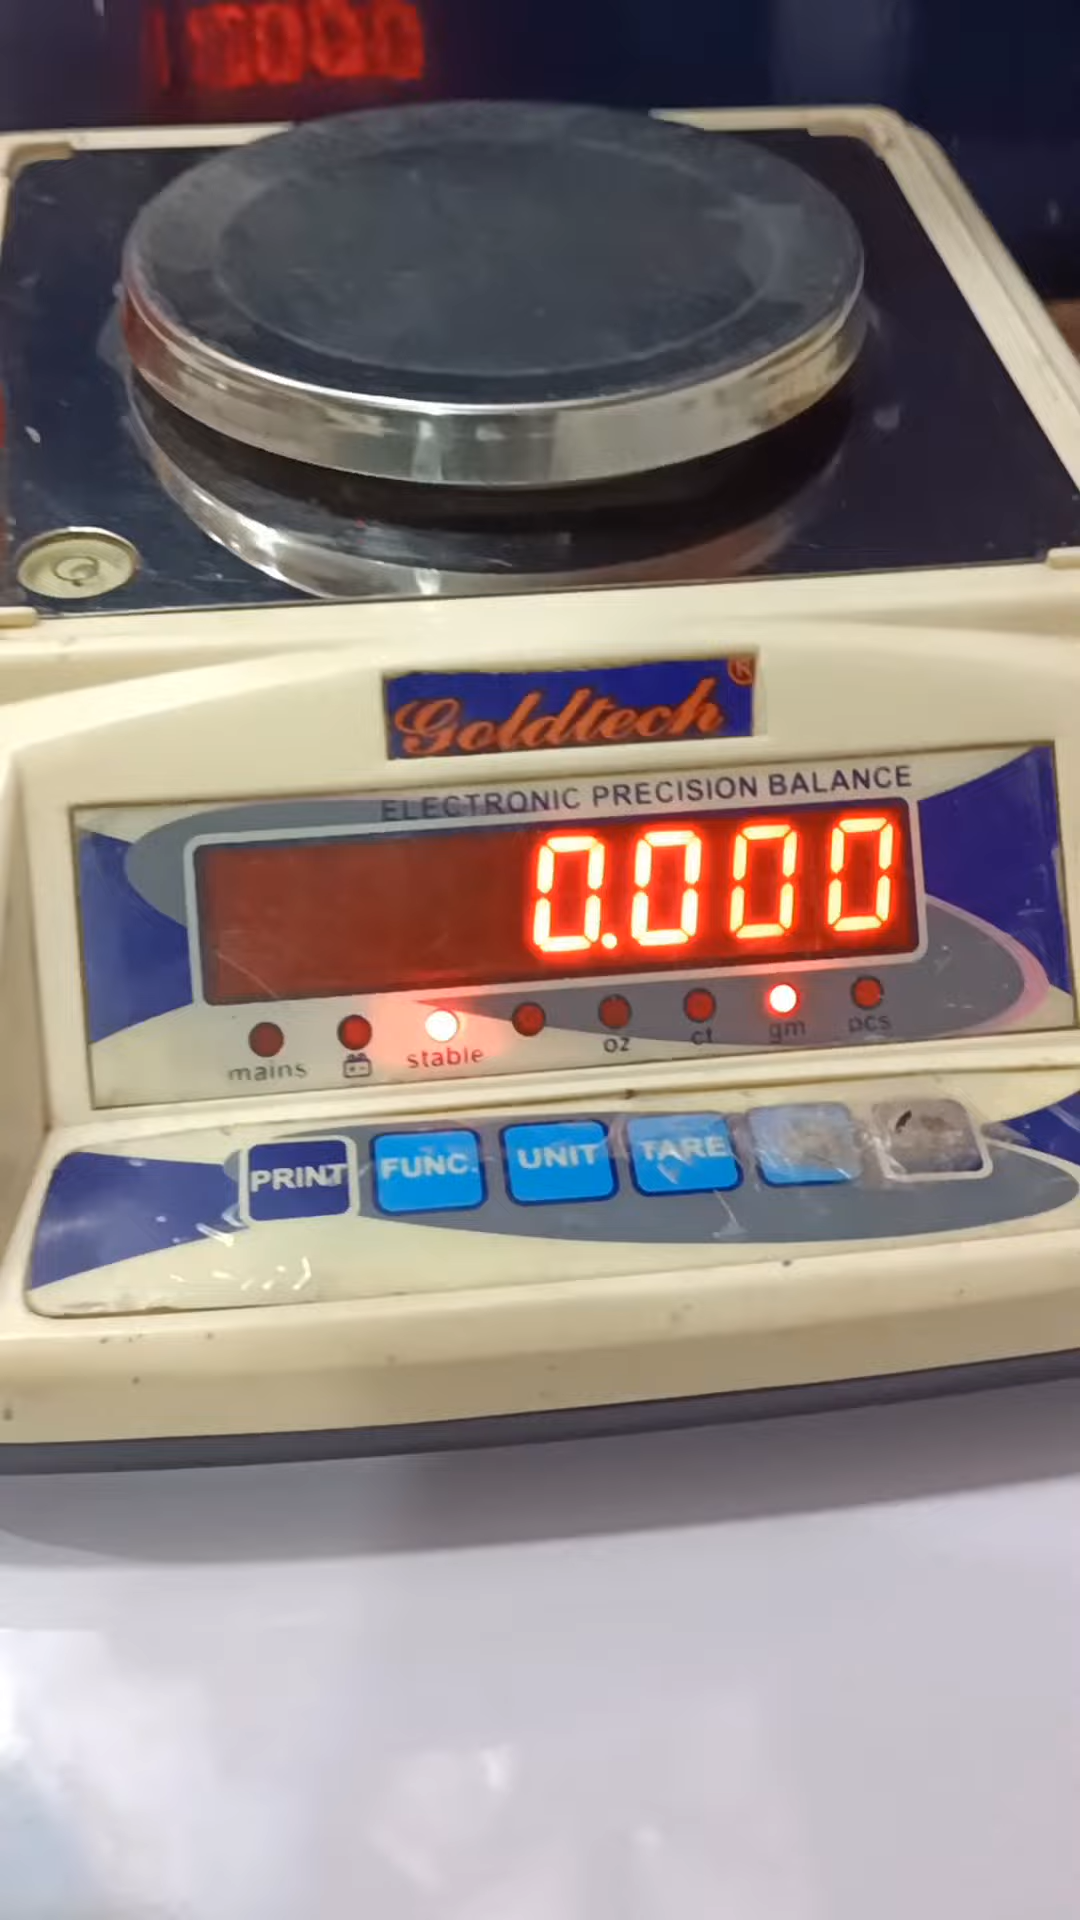 Goldtech®
ELECTRONIC PRECISION BALANCE
0.000
mains stable oz ct gm pcs
PRINT FUNC. UNIT TARE